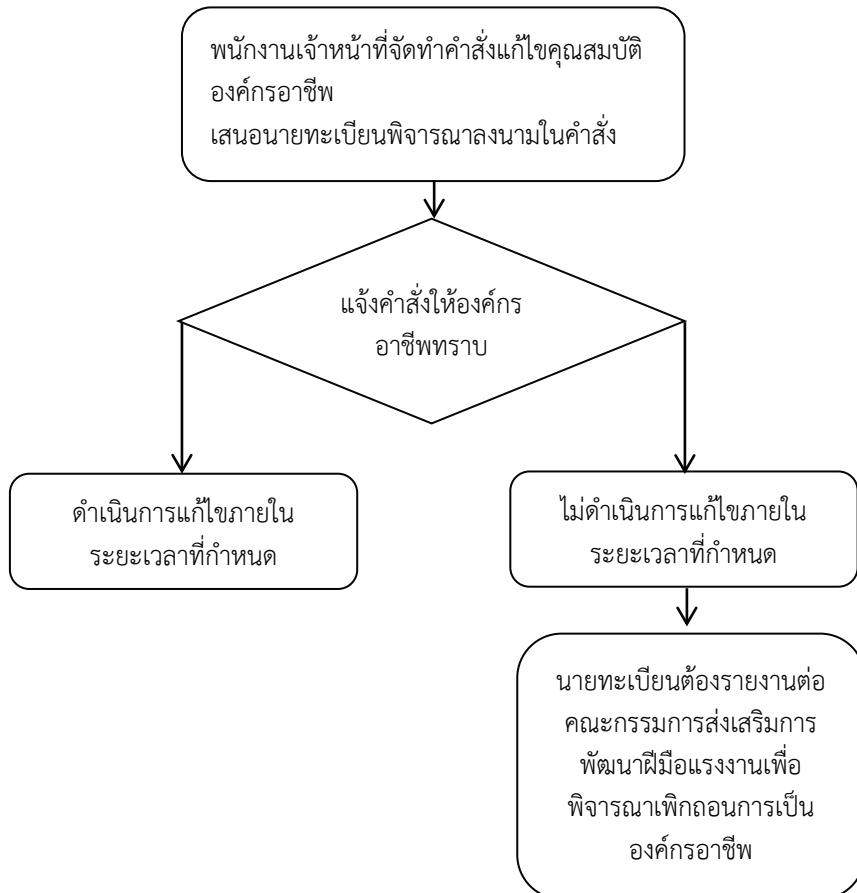 พนักงานเจ้าหน้าที่จัดทำคำสั่งแก้ไขคุณสมบัติ
องค์กรอาชีพ
เสนอนายทะเบียนพิจารณาลงนามในคำสั่ง
แจ้งคำสั่งให้องค์กร
อาชีพทราบ
ดำเนินการแก้ไขภายใน
ระยะเวลาที่กำหนด
ไม่ดำเนินการแก้ไขภายใน
ระยะเวลาที่กำหนด
นายทะเบียนต้องรายงานต่อ
คณะกรรมการส่งเสริมการ
พัฒนาฝีมือแรงงานเพื่อ
พิจารณาเพิกถอนการเป็น
องค์กรอาชีพ